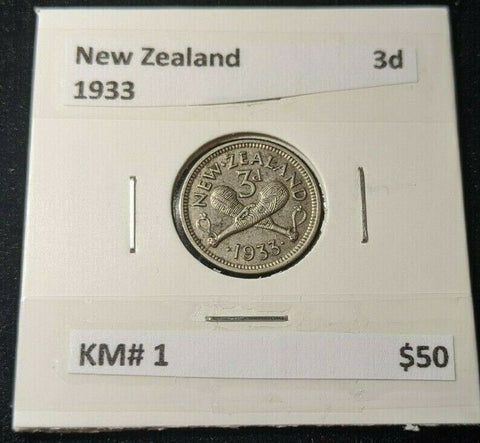 New Zealand 3d
1933
NEW·ZEALAND
3d
·1933·
KM# 1 $50